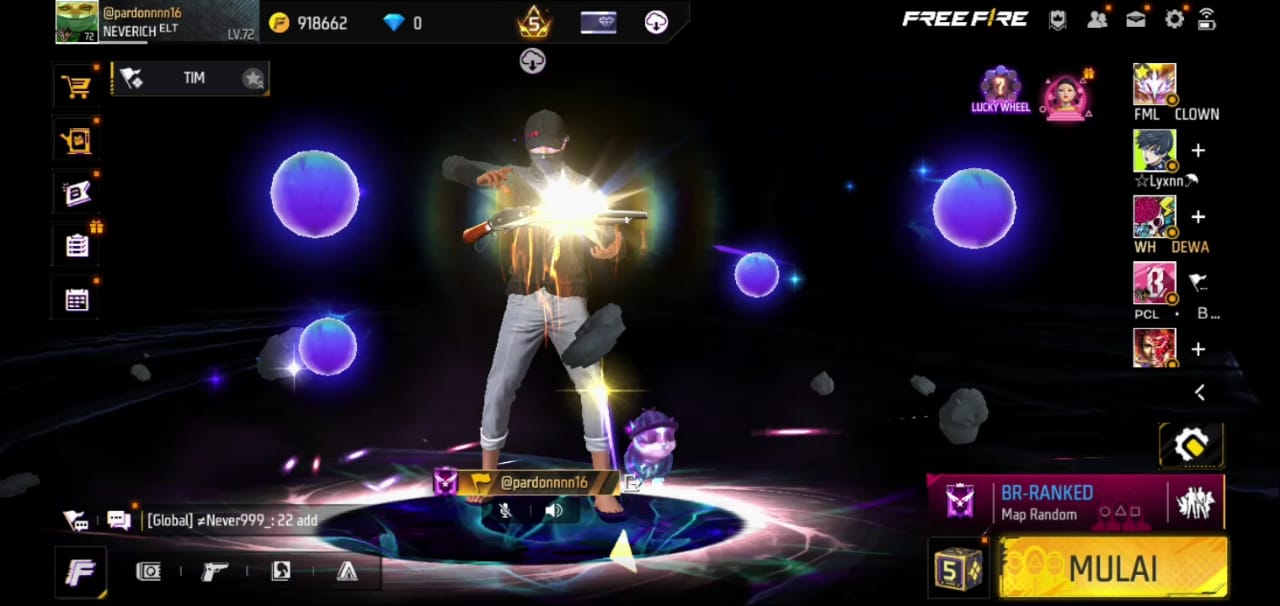 @pardonnnn16
NEVERICH ELT
LV.72
72
918662
0
5
FREE FIRE
TIM
LUCKY WHEEL
FML CLOWN
☆Lyxnn
WH DEWA
PCL • B...
@pardonnnn16
[Global] ≠Never999_: 22 add
BR-RANKED
Map Random
5
MULAI